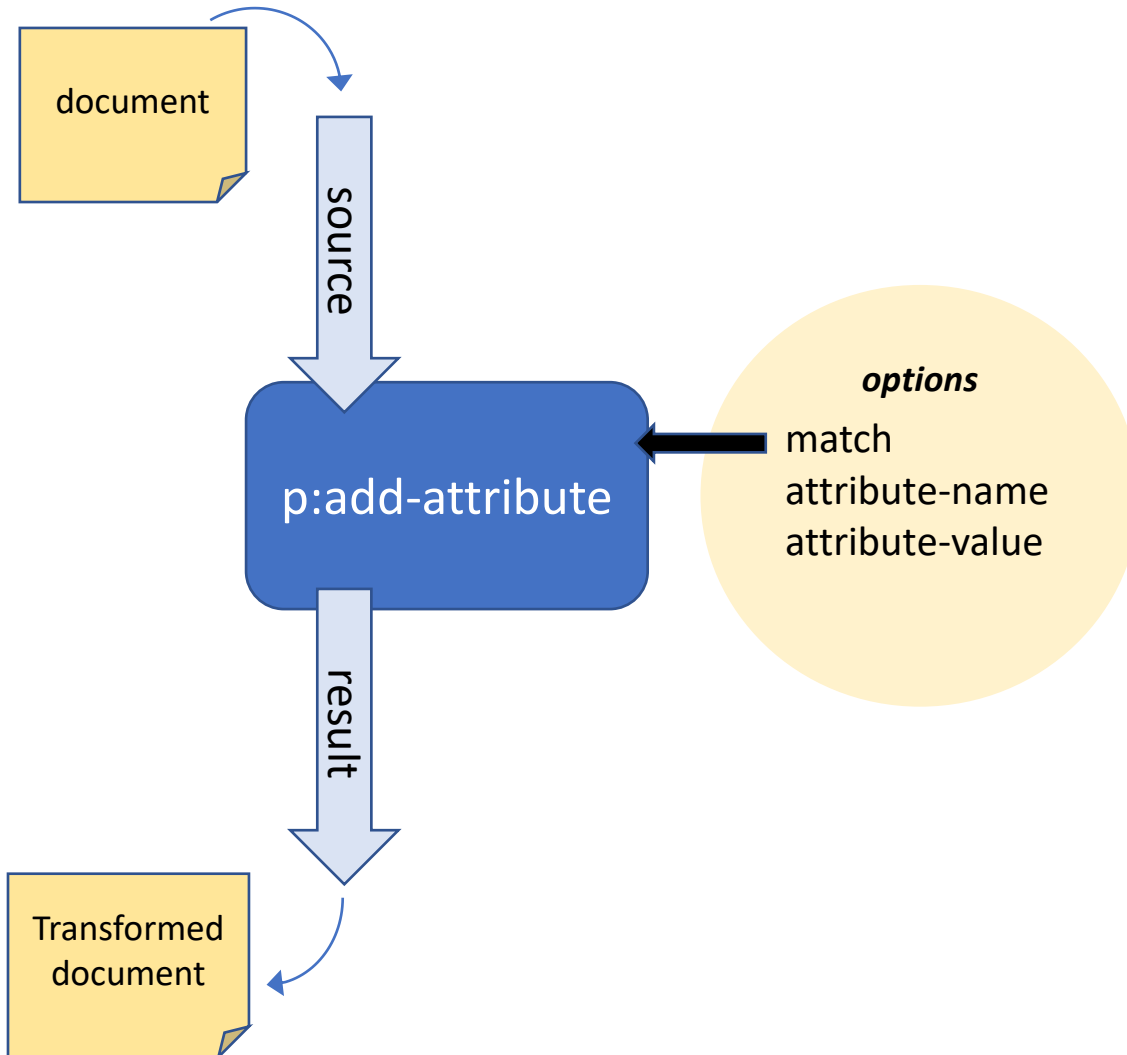 document
source
options
match
attribute-name
attribute-value
p:add-attribute
result
Transformed
document